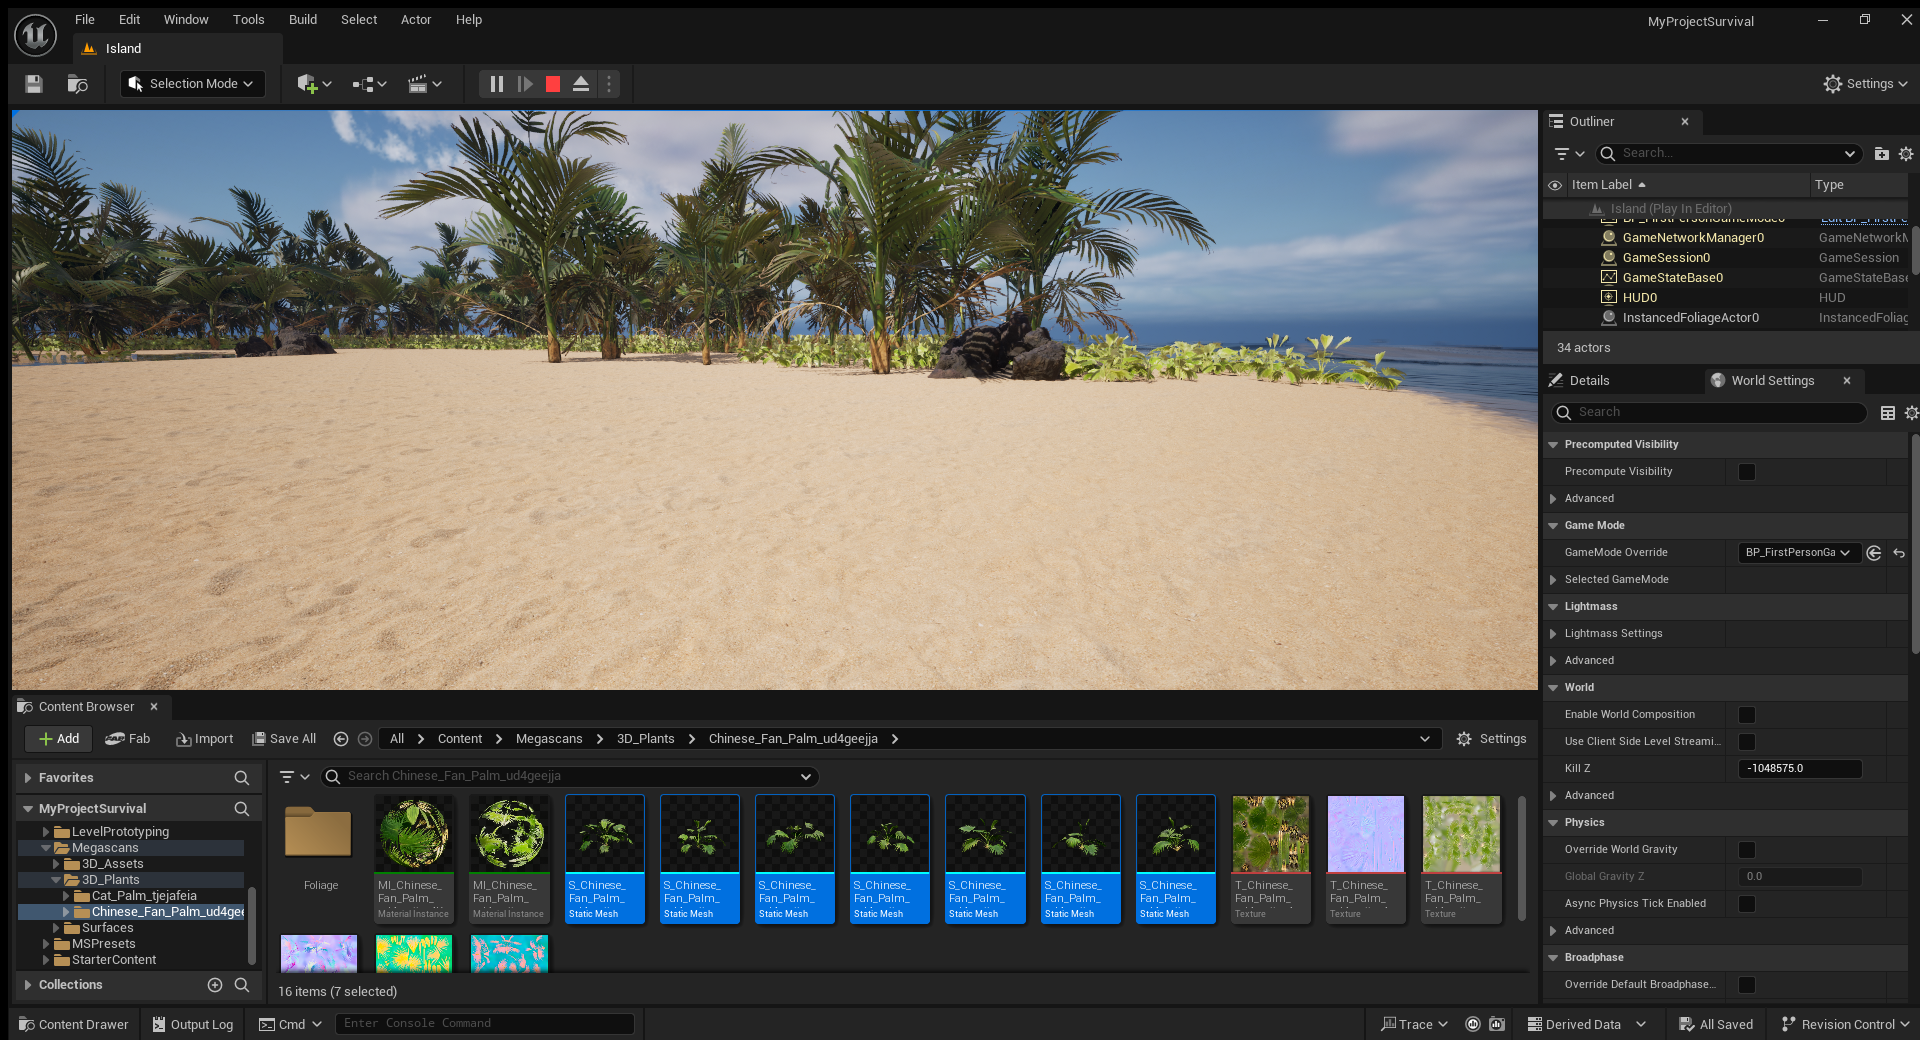 File Edit Window Tools Build Select Actor Help
MyProjectSurvival
Island
Selection Mode
Settings
Outliner
Search...
Item Label Type
Island (Play In Editor)
GameNetworkManager0 GameNetworkM
GameSession0 GameSession
GameStateBase0 GameStateBase
HUD0 HUD
InstancedFoliageActor0 InstancedFoliag
34 actors
Details World Settings
Search
Precomputed Visibility
Precompute Visibility
Advanced
Game Mode
GameMode Override BP_FirstPersonGa
Selected GameMode
Lightmass
Lightmass Settings
Advanced
World
Enable World Composition
Use Client Side Level Streami...
Kill Z -1048575.0
Advanced
Physics
Override World Gravity
Global Gravity Z 0.0
Async Physics Tick Enabled
Advanced
Broadphase
Override Default Broadphase...
Content Browser
Add Fab Import Save All All Content Megascans 3D_Plants Chinese_Fan_Palm_ud4geejja Settings
Favorites
MyProjectSurvival
LevelPrototyping
Megascans
3D_Assets
3D_Plants
Cat_Palm_tjejafeia
Chinese_Fan_Palm_ud4gee
Surfaces
MSPresets
StarterContent
Collections
Search Chinese_Fan_Palm_ud4geejja
Foliage
MI_Chinese_
Fan_Palm_
Material Instance
MI_Chinese_
Fan_Palm_
Material Instance
S_Chinese_
Fan_Palm_
Static Mesh
S_Chinese_
Fan_Palm_
Static Mesh
S_Chinese_
Fan_Palm_
Static Mesh
S_Chinese_
Fan_Palm_
Static Mesh
S_Chinese_
Fan_Palm_
Static Mesh
S_Chinese_
Fan_Palm_
Static Mesh
S_Chinese_
Fan_Palm_
Static Mesh
T_Chinese_
Fan_Palm_
Texture
T_Chinese_
Fan_Palm_
Texture
T_Chinese_
Fan_Palm_
Texture
16 items (7 selected)
Content Drawer Output Log Cmd Enter Console Command Trace Derived Data All Saved Revision Control